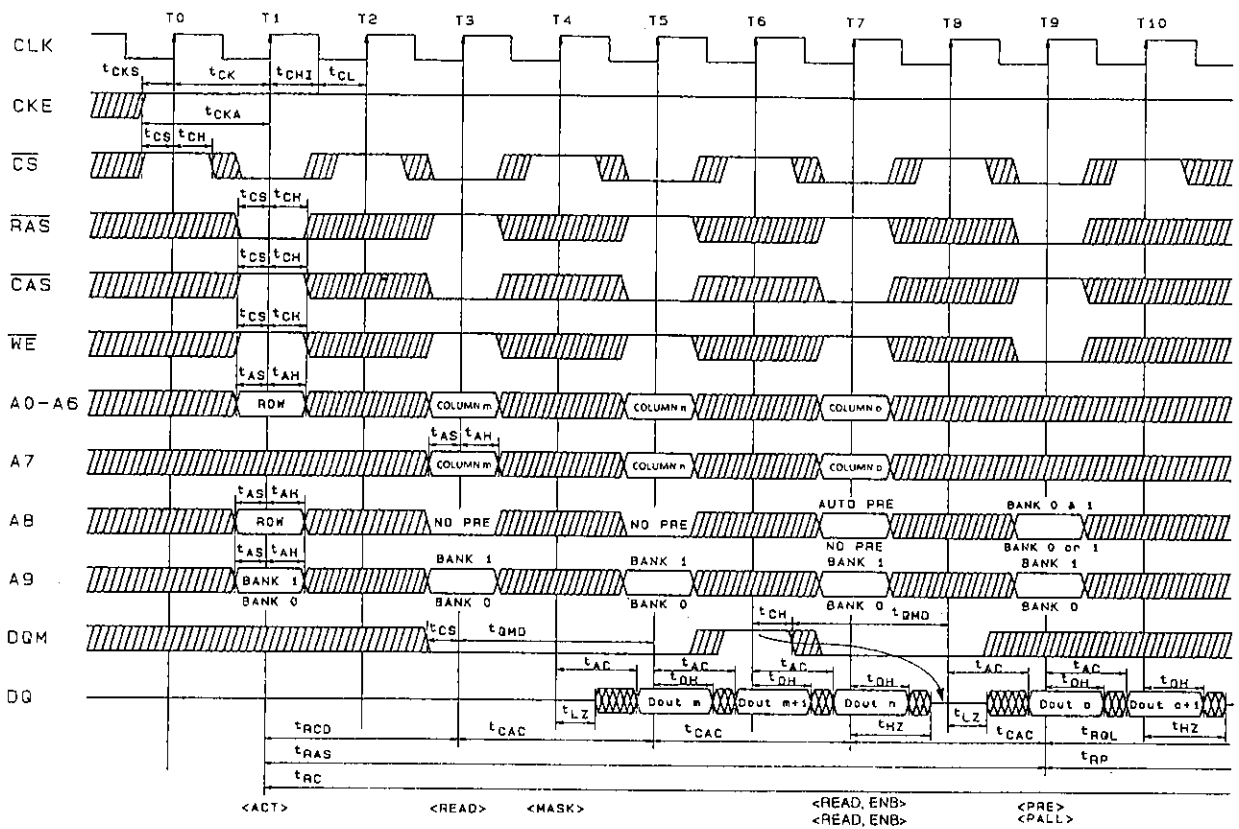 T0 T1 T2 T3 T4 T5 T6 T7 T8 T9 T10
CLK
tCKS tCK tCHI tCL
CKE
tCKA
tCS tCH
CS
tCS tCH
RAS
tCS tCH
CAS
tCS tCH
WE
tAS tAH
A0-A6 ROW COLUMN m COLUMN n COLUMN o
tAS tAH
A7 COLUMN m COLUMN n COLUMN o
tAS tAH AUTO PRE BANK 0 & 1
A8 ROW NO PRE NO PRE
tAS tAH NO PRE BANK 0 or 1
BANK 1 BANK 1 BANK 1 BANK 1
A9 BANK 1
BANK 0 BANK 0 BANK 0 BANK 0 BANK 0
tCH tQMD
DQM tCS tQMD
tAC tAC tAC tAC tAC
tOH tOH tOH tOH tOH
DQ Dout m Dout m+1 Dout n Dout o Dout o+1
tLZ tHZ tLZ tHZ
tRCD tCAC tCAC tCAC tRQL
tRAS tRP
tRC
<ACT> <READ> <MASK> <READ, ENB> <PRE>
<READ, ENB> <PALL>